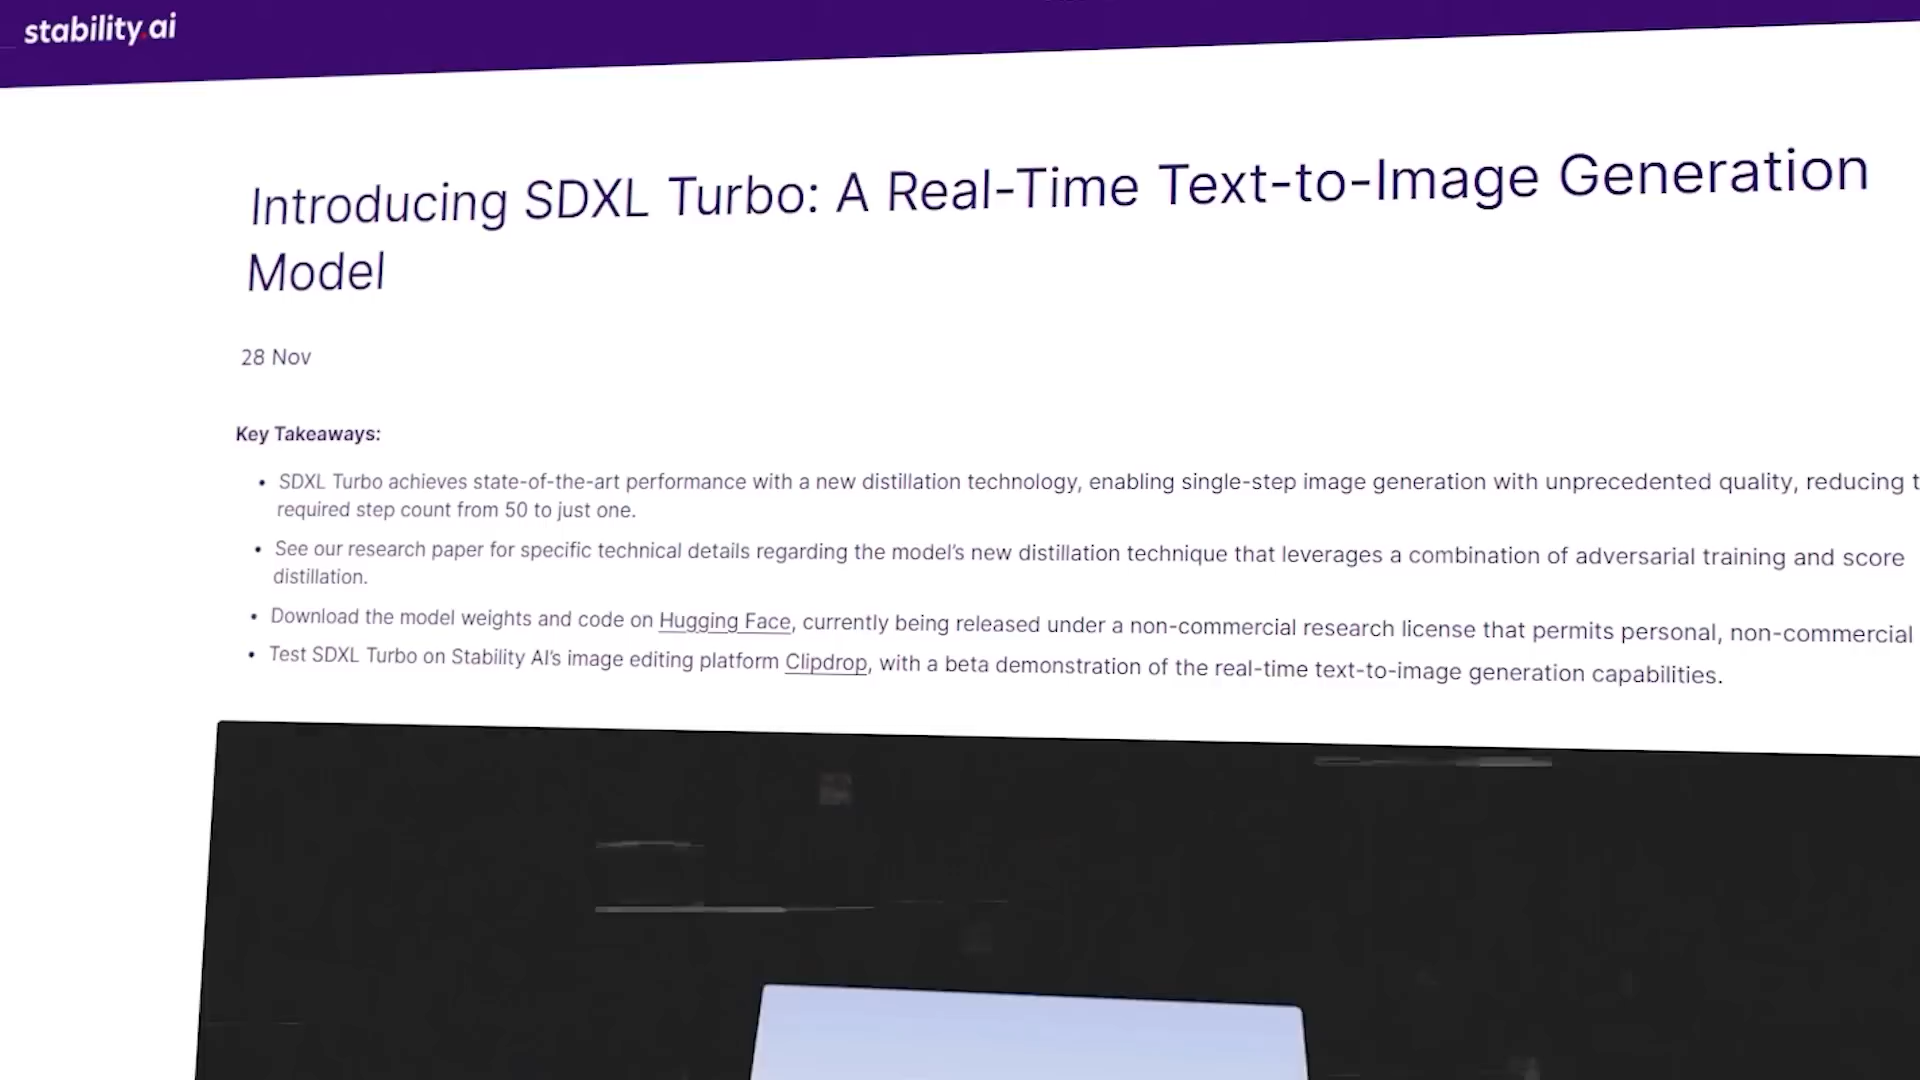 stability.ai
Introducing SDXL Turbo: A Real-Time Text-to-Image Generation
Model
28 Nov
Key Takeaways:
• SDXL Turbo achieves state-of-the-art performance with a new distillation technology, enabling single-step image generation with unprecedented quality, reducing
required step count from 50 to just one.
• See our research paper for specific technical details regarding the model’s new distillation technique that leverages a combination of adversarial training and score
distillation.
• Download the model weights and code on Hugging Face, currently being released under a non-commercial research license that permits personal, non-commercial
• Test SDXL Turbo on Stability AI’s image editing platform Clipdrop, with a beta demonstration of the real-time text-to-image generation capabilities.